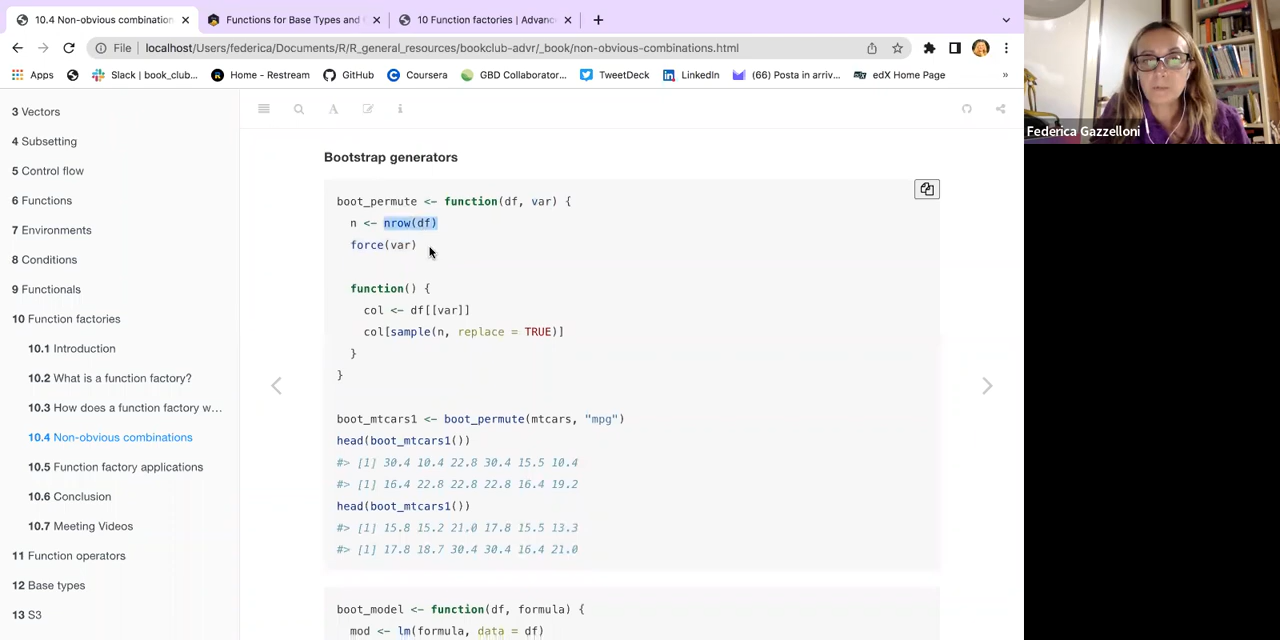 10.4 Non-obvious combination
Functions for Base Types and
10 Function factories | Advanc
File
localhost/Users/federica/Documents/R/R_general_resources/bookclub-advr/_book/non-obvious-combinations.html
Apps
Slack | book_club...
Home - Restream
GitHub
Coursera
GBD Collaborator...
TweetDeck
LinkedIn
(66) Posta in arriv...
edX Home Page
»
3 Vectors
4 Subsetting
5 Control flow
6 Functions
7 Environments
8 Conditions
9 Functionals
10 Function factories
10.1 Introduction
10.2 What is a function factory?
10.3 How does a function factory w…
10.4 Non-obvious combinations
10.5 Function factory applications
10.6 Conclusion
10.7 Meeting Videos
11 Function operators
12 Base types
13 S3
Bootstrap generators
boot_permute <- function(df, var) {
n <- nrow(df)
force(var)
function() {
col <- df[[var]]
col[sample(n, replace = TRUE)]
}
}
boot_mtcars1 <- boot_permute(mtcars, "mpg")
head(boot_mtcars1())
#> [1] 30.4 10.4 22.8 30.4 15.5 10.4
#> [1] 16.4 22.8 22.8 22.8 16.4 19.2
head(boot_mtcars1())
#> [1] 15.8 15.2 21.0 17.8 15.5 13.3
#> [1] 17.8 18.7 30.4 30.4 16.4 21.0
boot_model <- function(df, formula) {
mod <- lm(formula, data = df)
Federica Gazzelloni